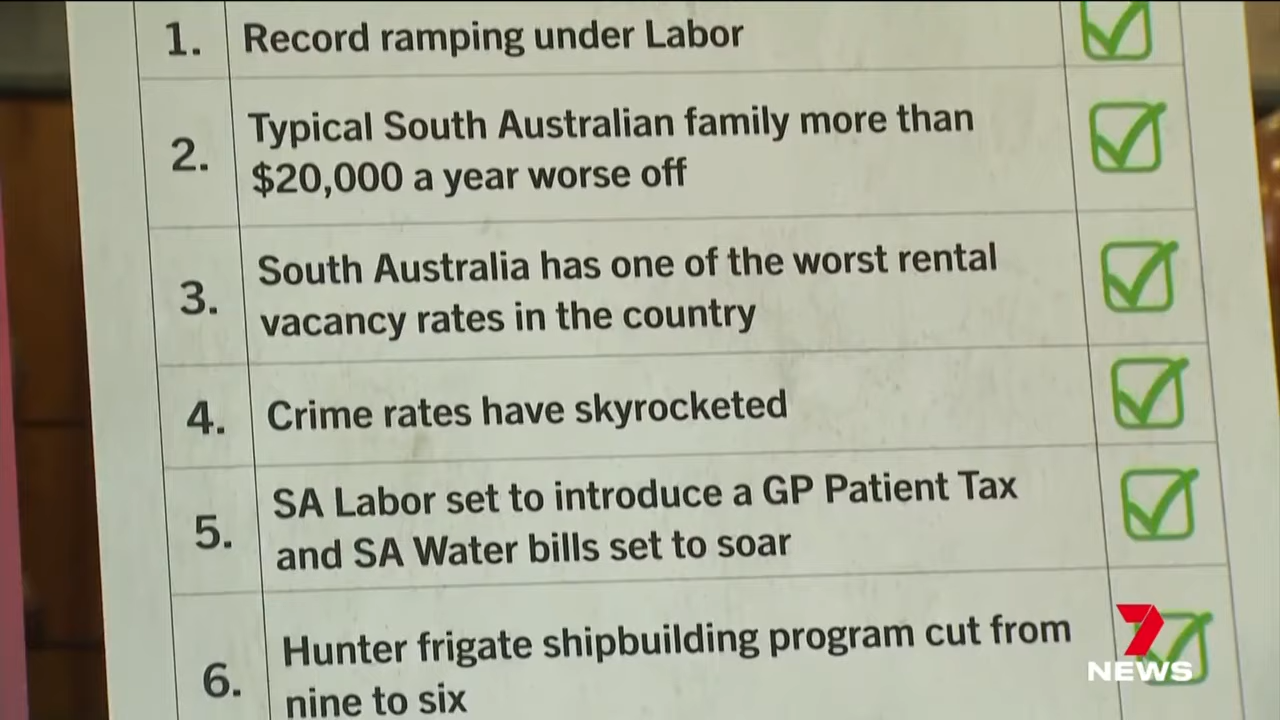 1. Record ramping under Labor
2. Typical South Australian family more than
$20,000 a year worse off
3. South Australia has one of the worst rental
vacancy rates in the country
4. Crime rates have skyrocketed
5. SA Labor set to introduce a GP Patient Tax
and SA Water bills set to soar
6. Hunter frigate shipbuilding program cut from
nine to six
7
NEWS